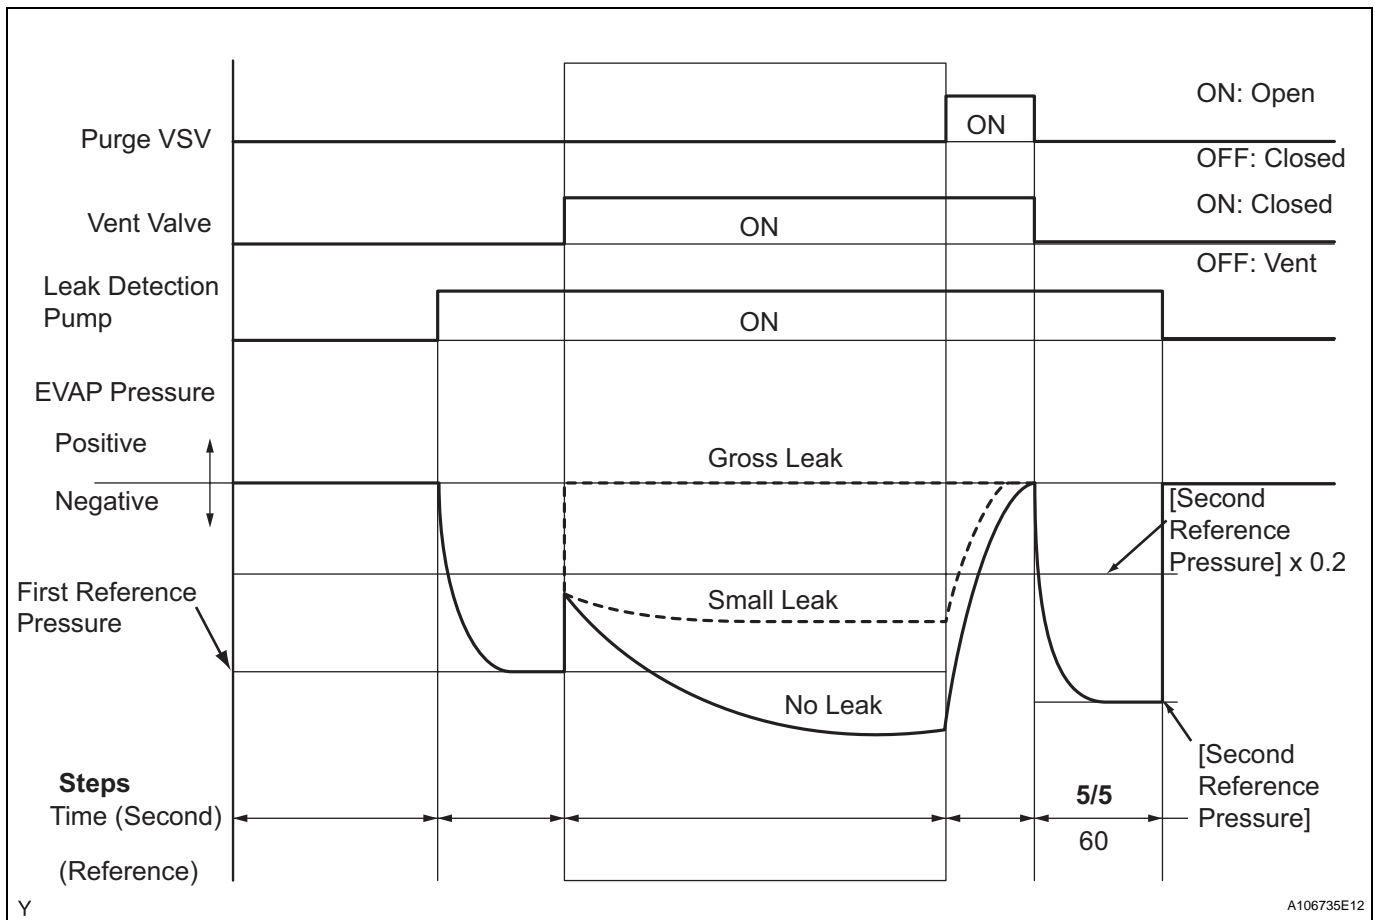 ON: Open
Purge VSV
ON
OFF: Closed
ON: Closed
Vent Valve
ON
OFF: Vent
Leak Detection
Pump
ON
EVAP Pressure
Positive
Gross Leak
Negative
[Second
Reference
Pressure] x 0.2
First Reference
Pressure
Small Leak
No Leak
[Second
Reference
Pressure]
Steps
5/5
Time (Second)
60
(Reference)
Y
A106735E12